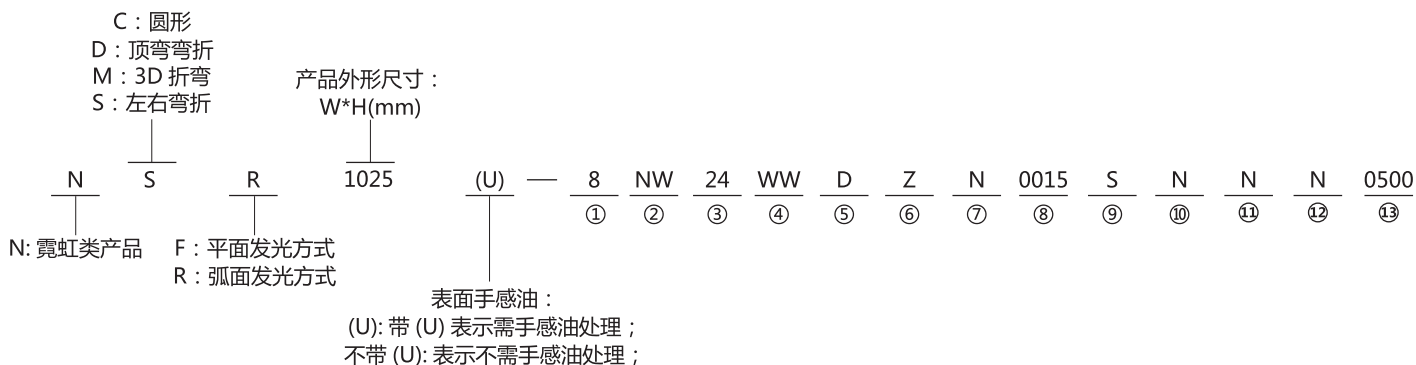 C：圆形
D：顶弯弯折
M：3D 折弯
S：左右弯折
产品外形尺寸：
W*H(mm)
N S R 1025 (U) — 8 NW 24 WW D Z N 0015 S N N N 0500
① ② ③ ④ ⑤ ⑥ ⑦ ⑧ ⑨ ⑩ ⑪ ⑫ ⑬
N: 霓虹类产品
F：平面发光方式
R：弧面发光方式
表面手感油：
(U): 带 (U) 表示需手感油处理；
不带 (U): 表示不需手感油处理；